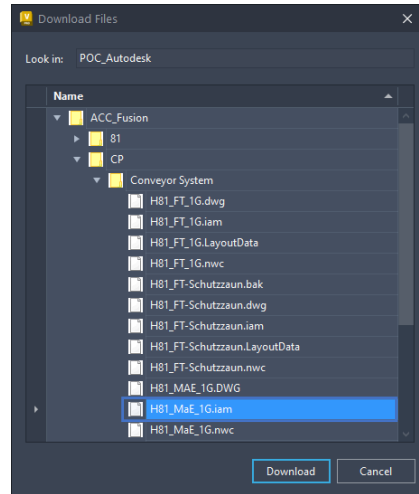 Download Files
Look in: POC_Autodesk
Name
ACC_Fusion
81
CP
Conveyor System
H81_FT_1G.dwg
H81_FT_1G.iam
H81_FT_1G.LayoutData
H81_FT_1G.nwc
H81_FT-Schutzzaun.bak
H81_FT-Schutzzaun.dwg
H81_FT-Schutzzaun.iam
H81_FT-Schutzzaun.LayoutData
H81_FT-Schutzzaun.nwc
H81_MAE_1G.DWG
H81_MaE_1G.iam
H81_MaE_1G.nwc
Download Cancel